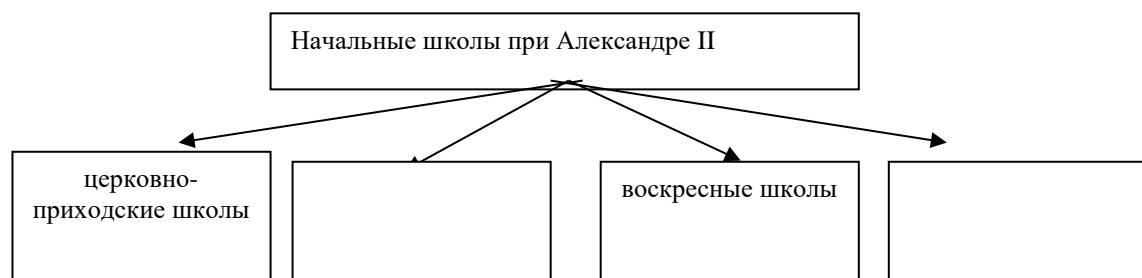 Начальные школы при Александре II
церковно-
приходские школы
воскресные школы